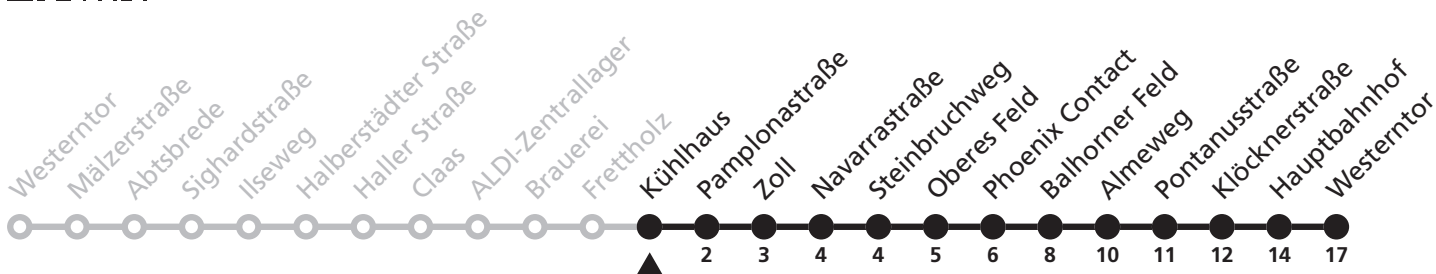 Westerntor
Mälzerstraße
Abtsbrede
Sighardstraße
Ilseweg
Halberstädter Straße
Haller Straße
Claas
ALDI-Zentrallager
Brauerei
Frettholz
Kühlhaus
Pamplonastraße
Zoll
Navarrastraße
Steinbruchweg
Oberes Feld
Phoenix Contact
Balhorner Feld
Almeweg
Pontanusstraße
Klöcknerstraße
Hauptbahnhof
Westerntor
2 3 4 4 5 6 8 10 11 12 14 17